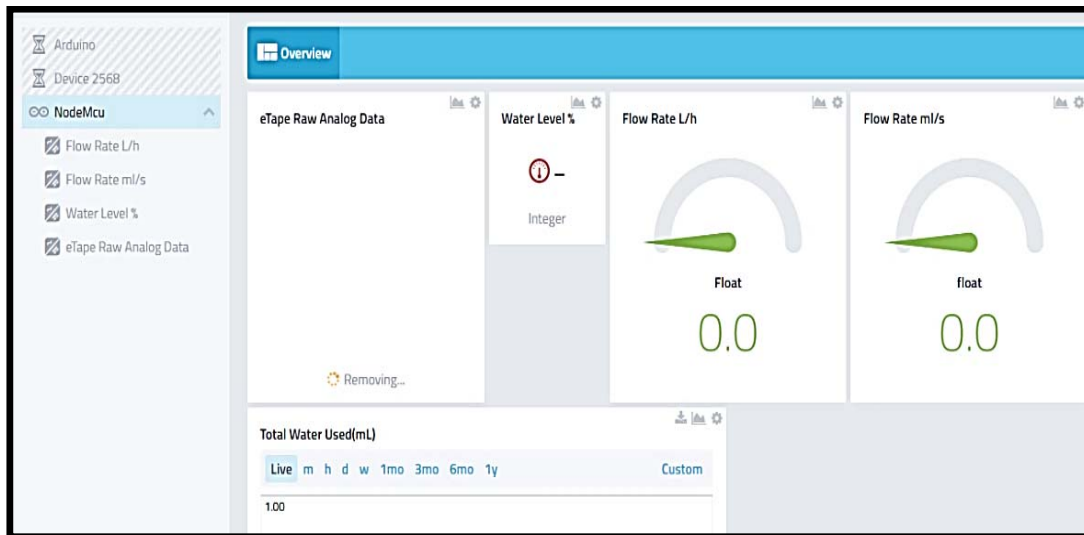 Arduino
Device 2568
NodeMcu
Flow Rate L/h
Flow Rate ml/s
Water Level %
eTape Raw Analog Data
Overview
eTape Raw Analog Data
Removing...
Water Level %
–
Integer
Flow Rate L/h
Float
0.0
Flow Rate ml/s
float
0.0
Total Water Used(mL)
Live m h d w 1mo 3mo 6mo 1y Custom
1.00